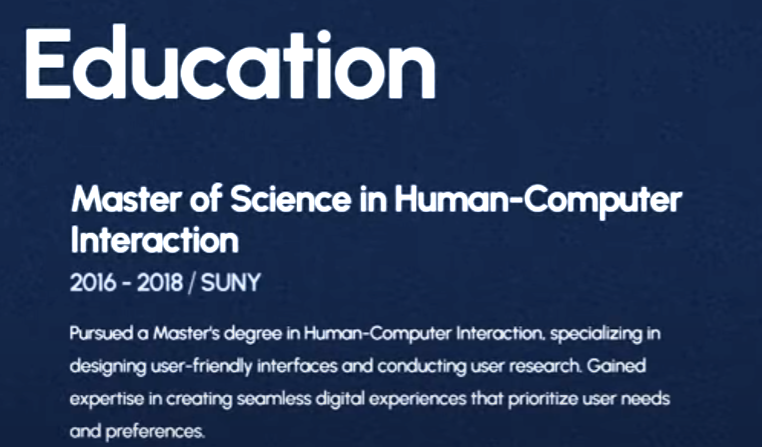 Education
Master of Science in Human-Computer
Interaction
2016 - 2018 / SUNY
Pursued a Master's degree in Human-Computer Interaction, specializing in
designing user-friendly interfaces and conducting user research. Gained
expertise in creating seamless digital experiences that prioritize user needs
and preferences.